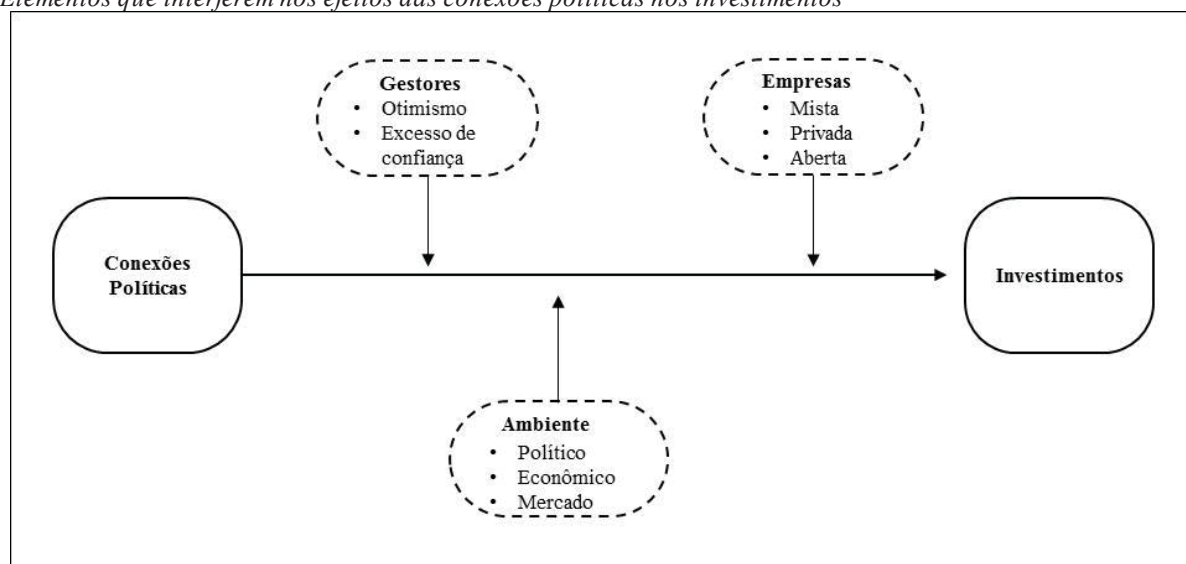 Elementos que interferem nos efeitos das conexões políticas nos investimentos
Gestores
• Otimismo
• Excesso de
confiança
Empresas
• Mista
• Privada
• Aberta
Conexões
Políticas
Investimentos
Ambiente
• Político
• Econômico
• Mercado